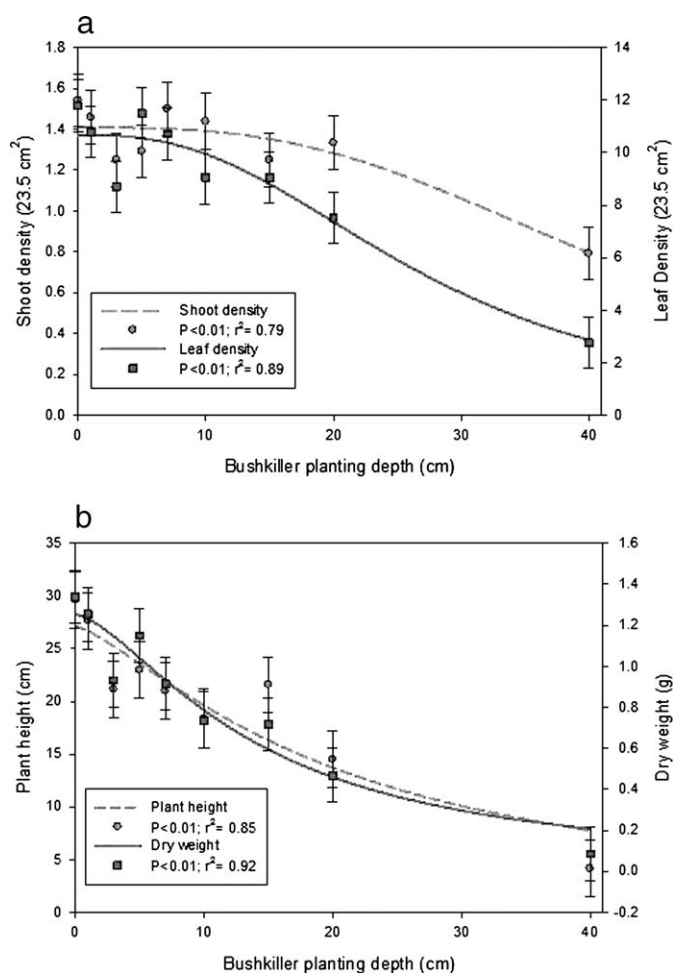 a
1.8
1.6
1.4
1.2
1.0
0.8
0.6
0.4
0.2
0.0
Shoot density (23.5 cm²)
14
12
10
8
6
4
2
0
Leaf Density (23.5 cm²)
Shoot density
P<0.01; r²= 0.79
Leaf density
P<0.01; r²= 0.89
0 10 20 30 40
Bushkiller planting depth (cm)
b
35
30
25
20
15
10
5
0
Plant height (cm)
1.6
1.4
1.2
1.0
0.8
0.6
0.4
0.2
0.0
-0.2
Dry weight (g)
Plant height
P<0.01; r²= 0.85
Dry weight
P<0.01; r²= 0.92
0 10 20 30 40
Bushkiller planting depth (cm)